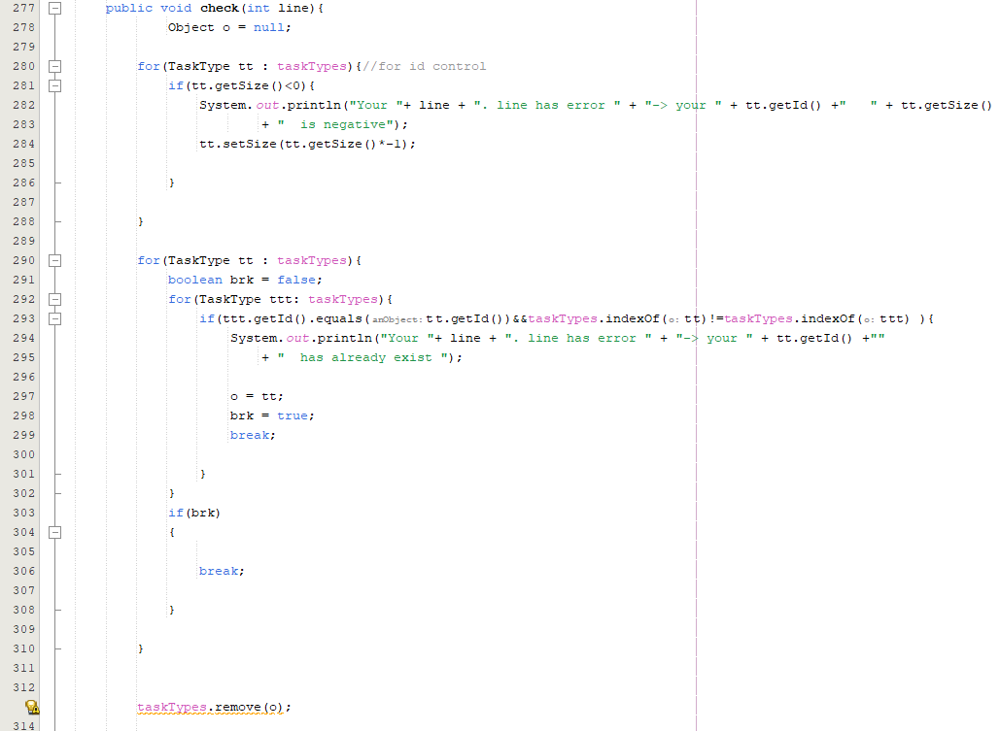 277 public void check(int line){
278 Object o = null;
279
280 for(TaskType tt : taskTypes){//for id control
281 if(tt.getSize()<0){
282 System.out.println("Your "+ line + ". line has error " + "-> your " + tt.getId() +"   " + tt.getSize()
283 + "  is negative");
284 tt.setSize(tt.getSize()*-1);
285
286 }
287
288 }
289
290 for(TaskType tt : taskTypes){
291 boolean brk = false;
292 for(TaskType ttt: taskTypes){
293 if(ttt.getId().equals(anObject: tt.getId())&&taskTypes.indexOf(o: tt)!=taskTypes.indexOf(o: ttt) ){
294 System.out.println("Your "+ line + ". line has error " + "-> your " + tt.getId() +""
295 + "  has already exist ");
296
297 o = tt;
298 brk = true;
299 break;
300
301 }
302 }
303 if(brk)
304 {
305
306 break;
307
308 }
309
310 }
311
312
taskTypes.remove(o);
314